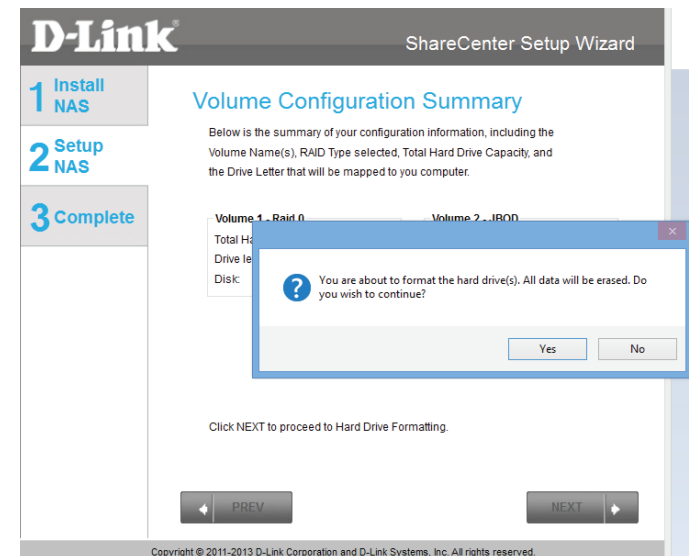 D-Link®
ShareCenter Setup Wizard
1 Install NAS
2 Setup NAS
3 Complete
Volume Configuration Summary
Below is the summary of your configuration information, including the
Volume Name(s), RAID Type selected, Total Hard Drive Capacity, and
the Drive Letter that will be mapped to you computer.
Volume 1 - Raid 0
Volume 2 - JBOD
Total
Drive
Disk:
You are about to format the hard drive(s). All data will be erased. Do
you wish to continue?
Yes
No
Click NEXT to proceed to Hard Drive Formatting.
PREV
NEXT
Copyright © 2011-2013 D-Link Corporation and D-Link Systems, Inc. All rights reserved.